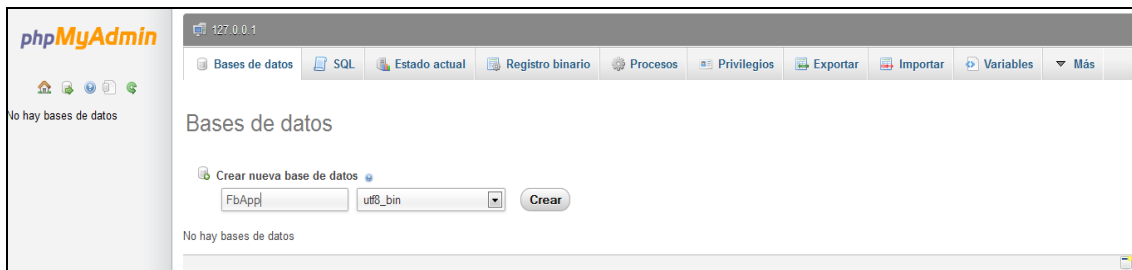 phpMyAdmin
No hay bases de datos
127.0.0.1
Bases de datos SQL Estado actual Registro binario Procesos Privilegios Exportar Importar Variables Más
Bases de datos
Crear nueva base de datos
FbApp utf8_bin Crear
No hay bases de datos